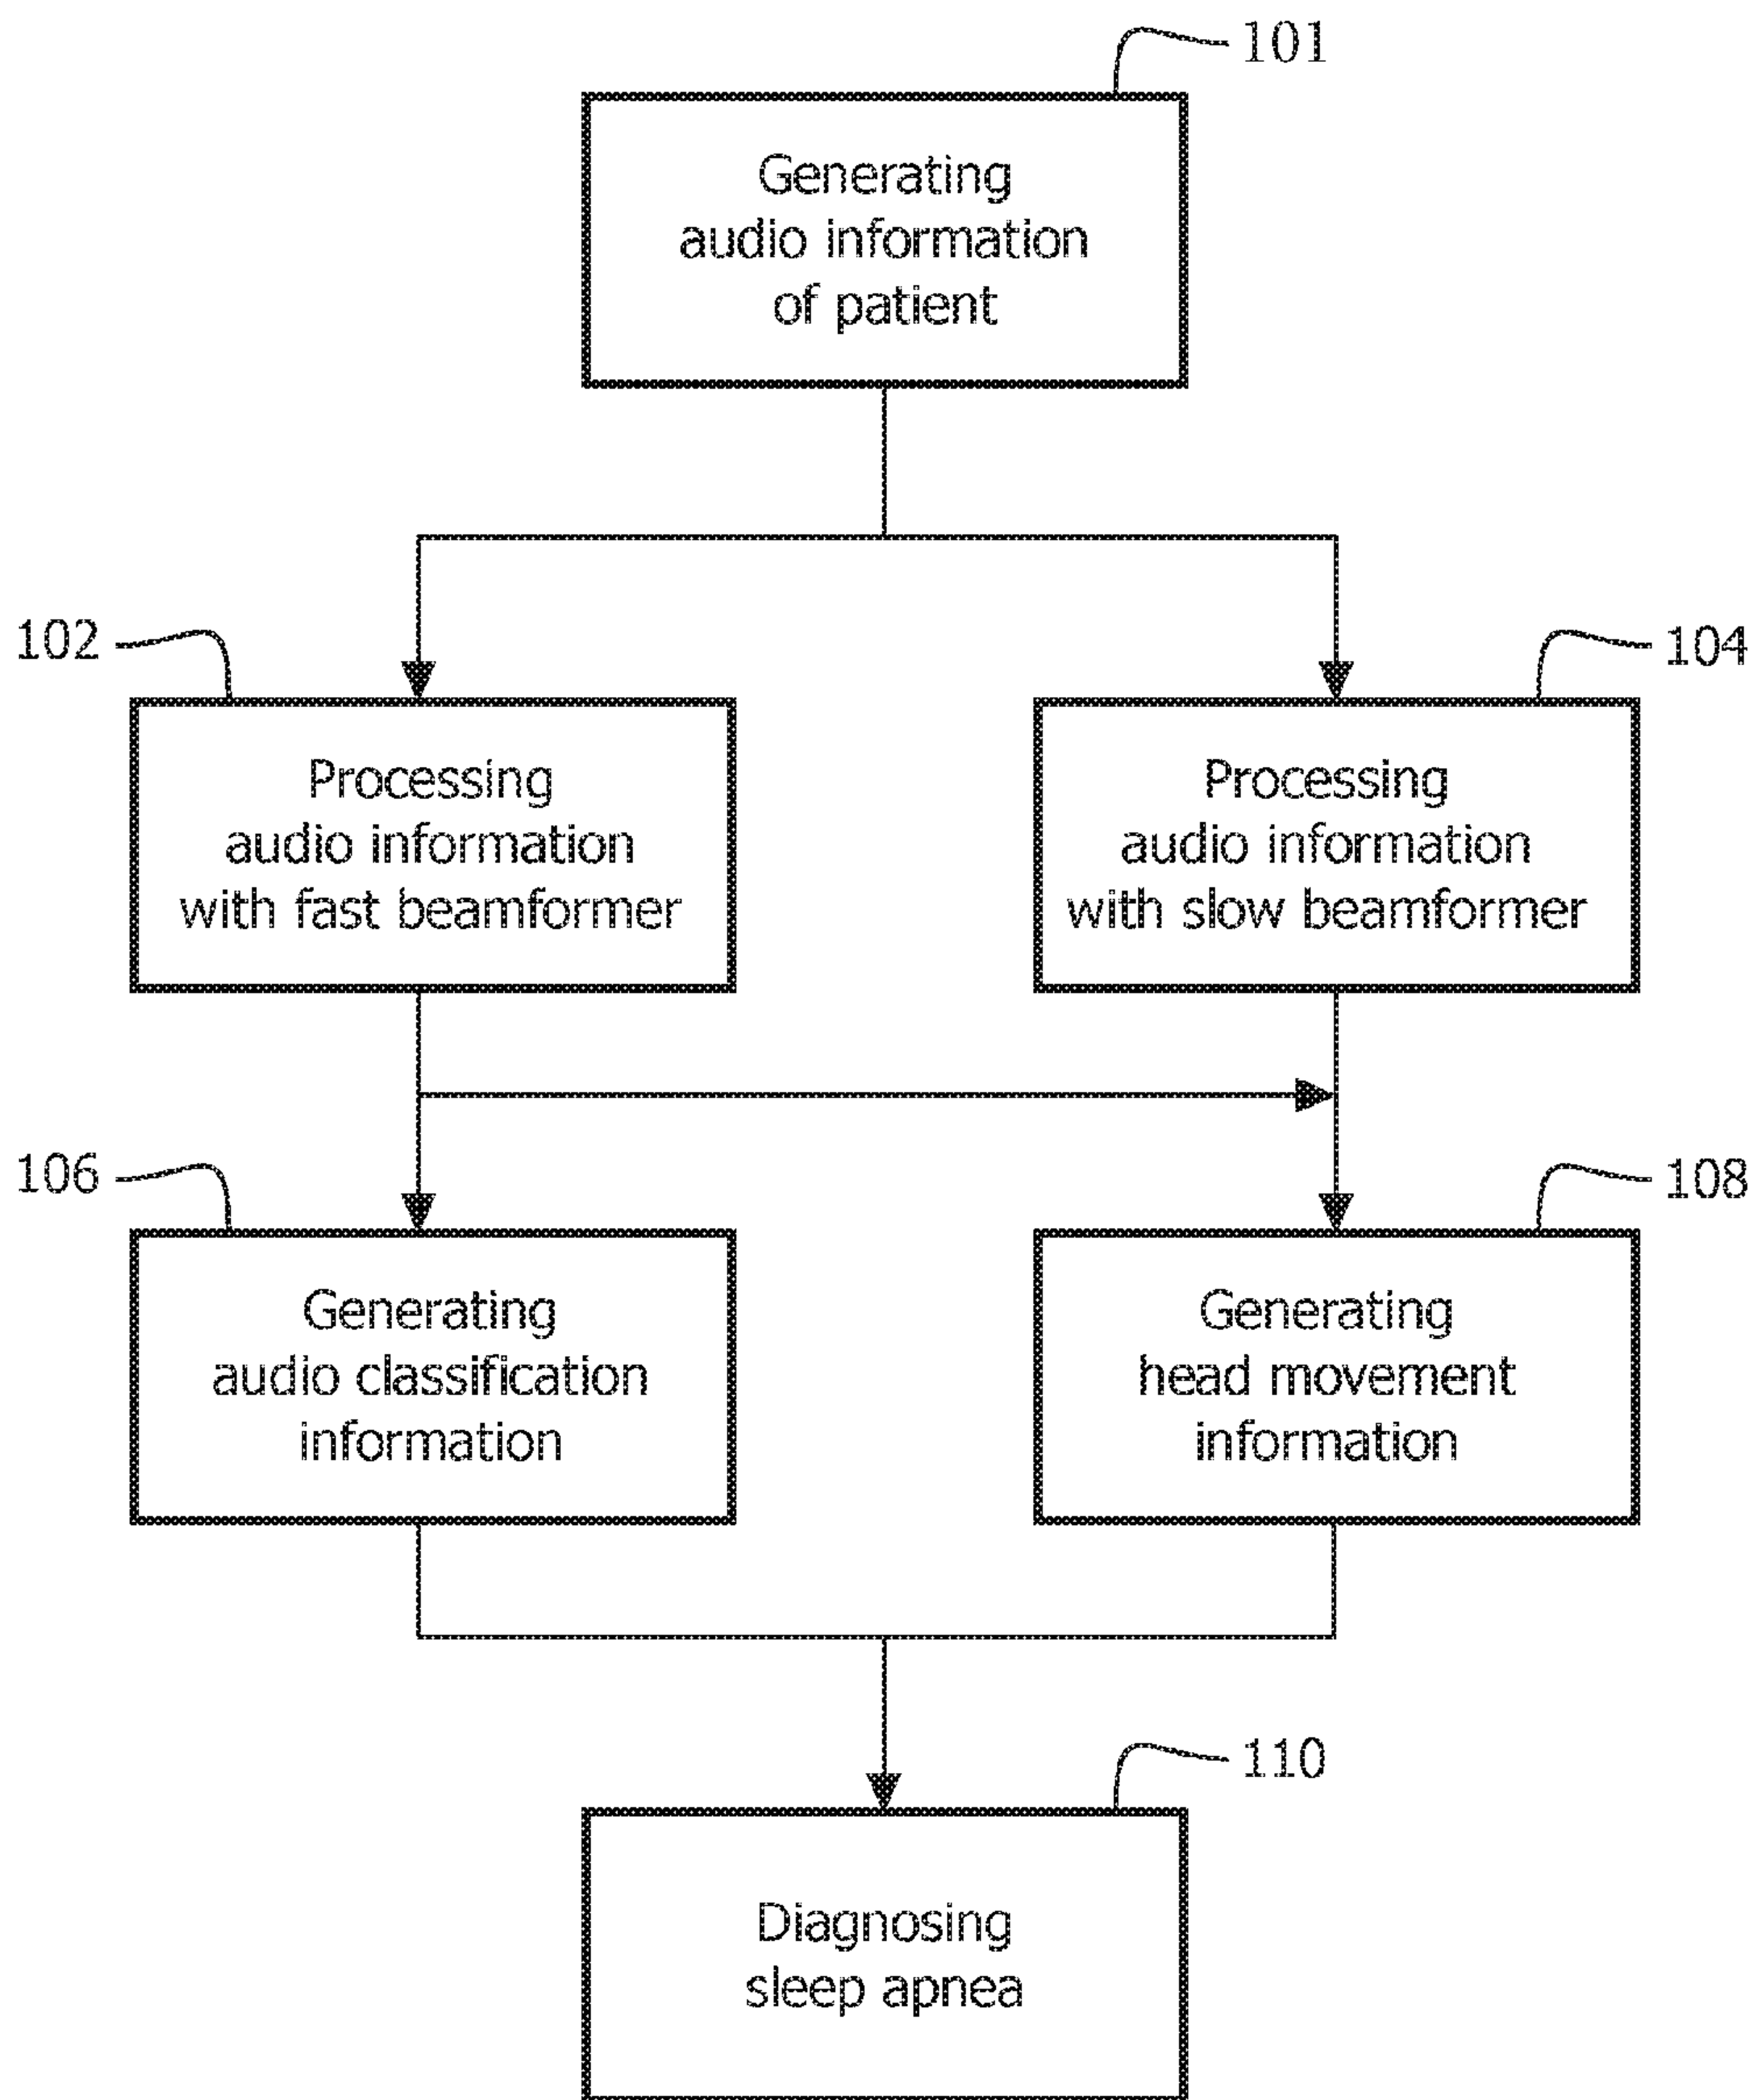 101
Generating
audio information
of patient
102
Processing
audio information
with fast beamformer
104
Processing
audio information
with slow beamformer
106
Generating
audio classification
information
108
Generating
head movement
information
110
Diagnosing
sleep apnea